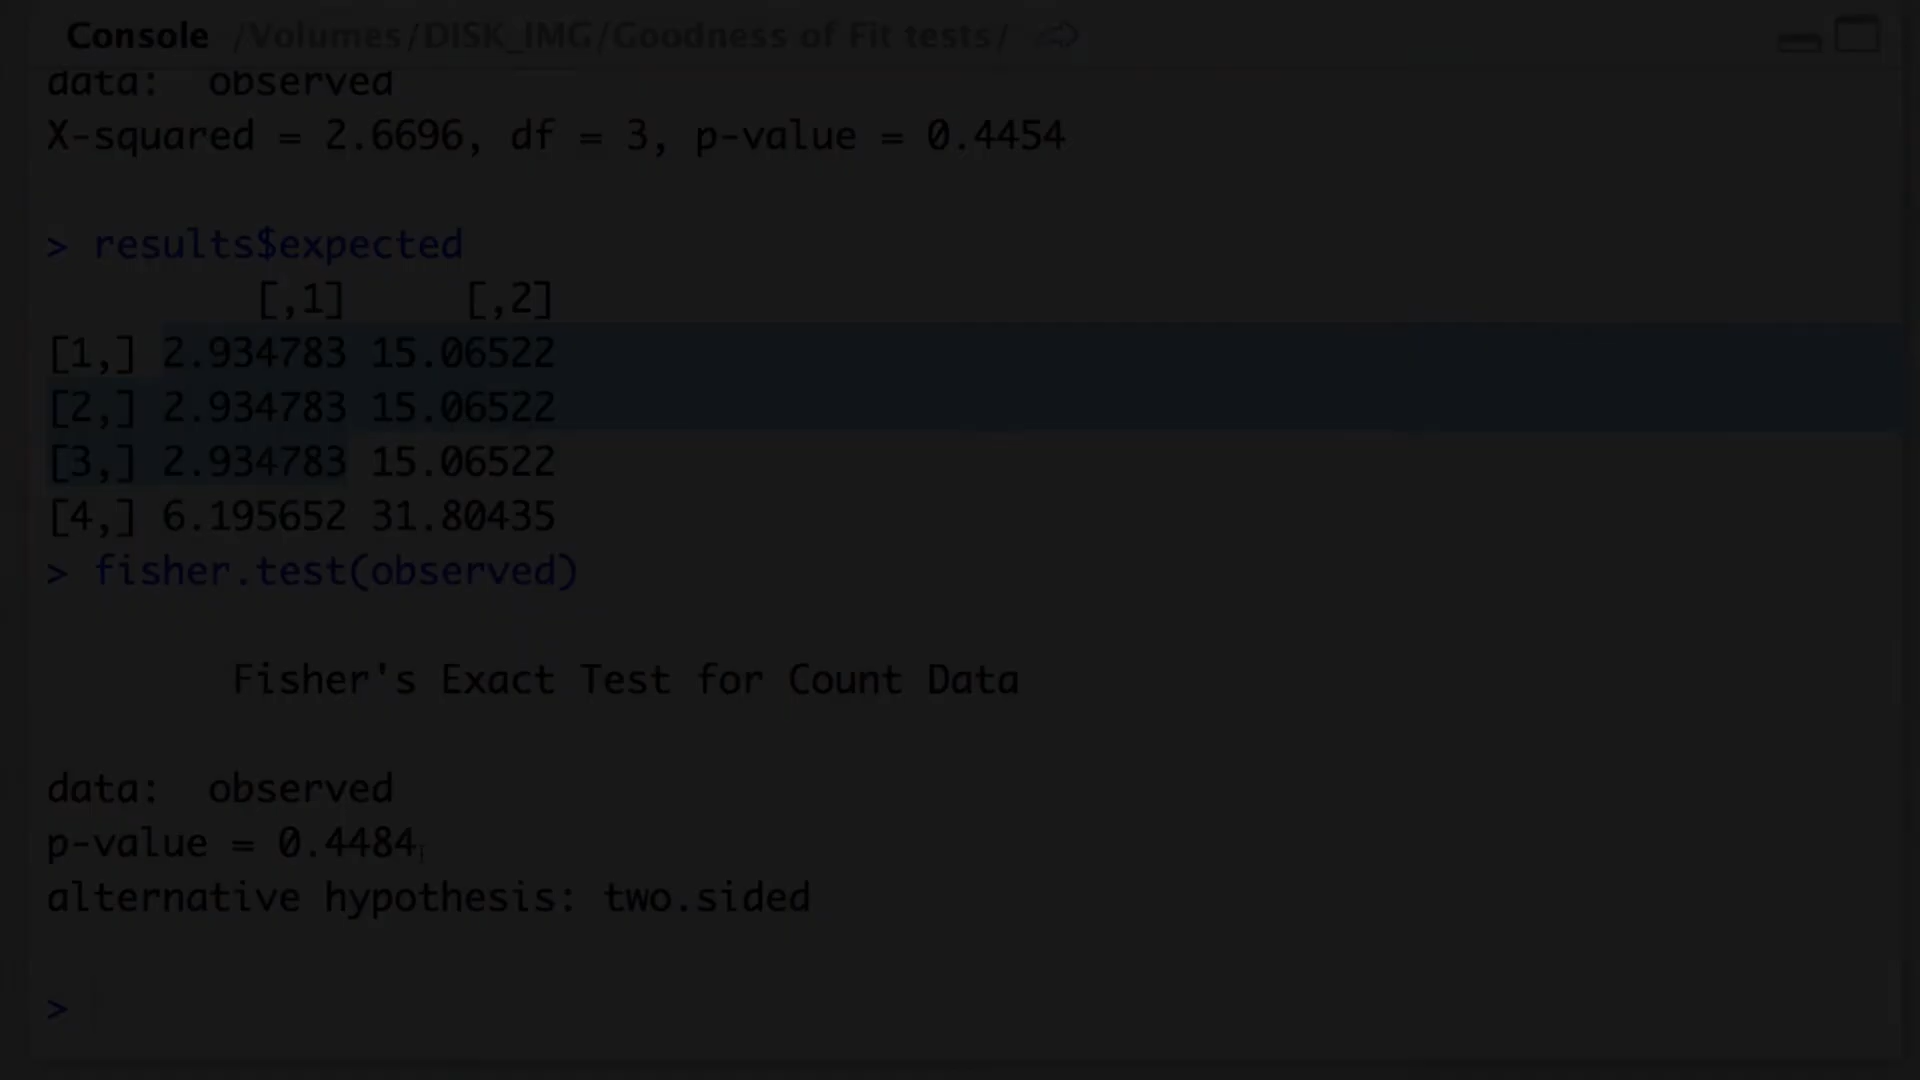 Console /Volumes/DISK_IMG/Goodness of Fit tests/
data: observed
X-squared = 2.6696, df = 3, p-value = 0.4454
> results$expected
[,1] [,2]
[1,] 2.934783 15.06522
[2,] 2.934783 15.06522
[3,] 2.934783 15.06522
[4,] 6.195652 31.80435
> fisher.test(observed)
Fisher's Exact Test for Count Data
data: observed
p-value = 0.4484
alternative hypothesis: two.sided
>